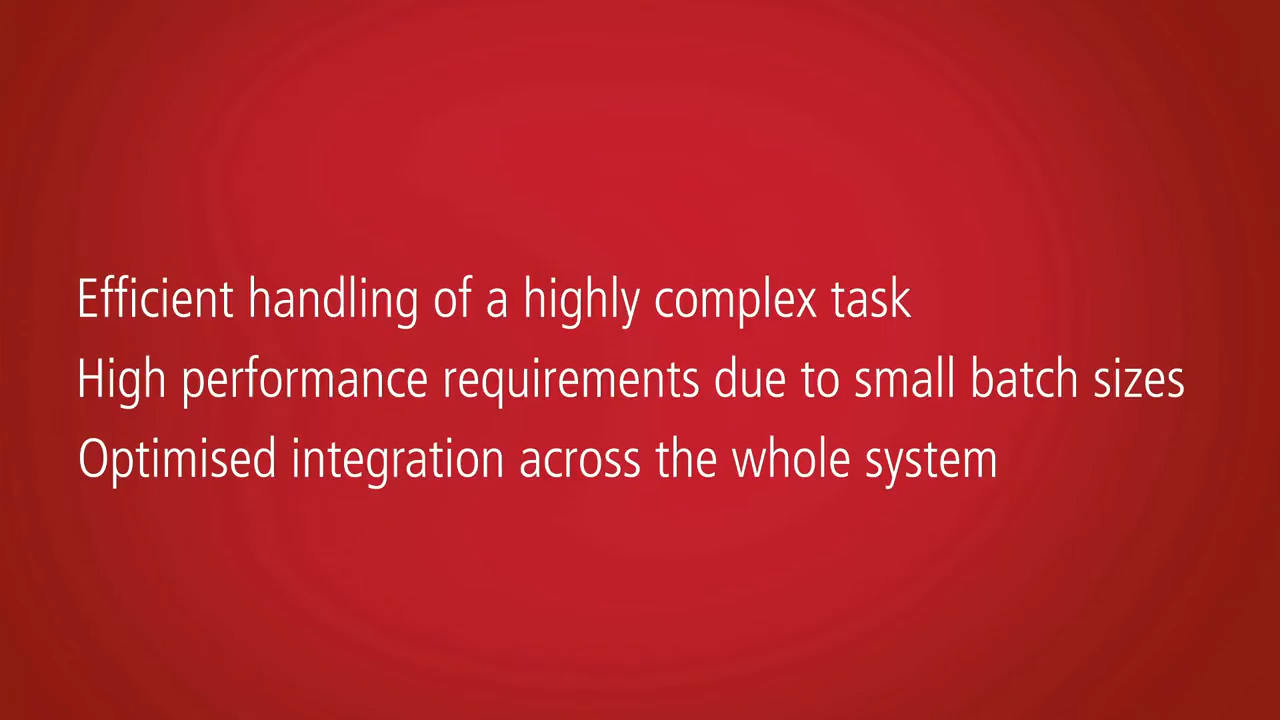 Efficient handling of a highly complex task
High performance requirements due to small batch sizes
Optimised integration across the whole system